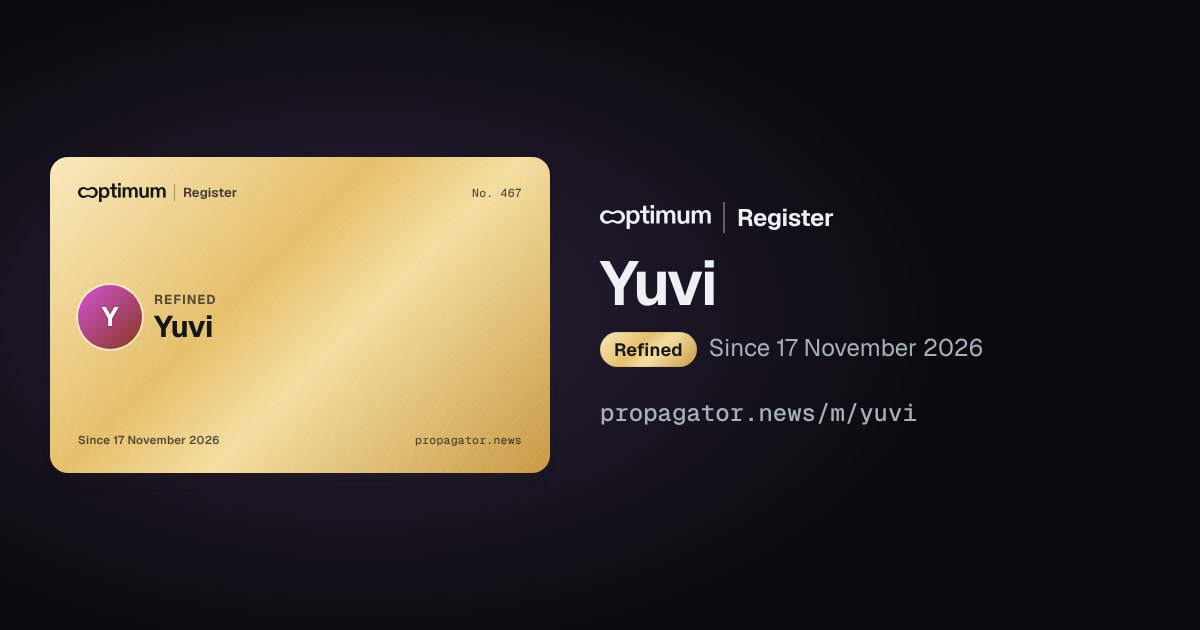 optimum | Register
No. 467
Y
REFINED
Yuvi
Since 17 November 2026
propagator.news
optimum | Register
Yuvi
Refined Since 17 November 2026
propagator.news/m/yuvi